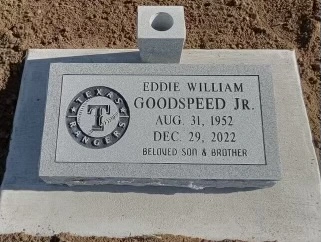 TEXAS
T
RANGERS
EDDIE WILLIAM
GOODSPEED JR.
AUG. 31, 1952
DEC. 29, 2022
BELOVED SON & BROTHER